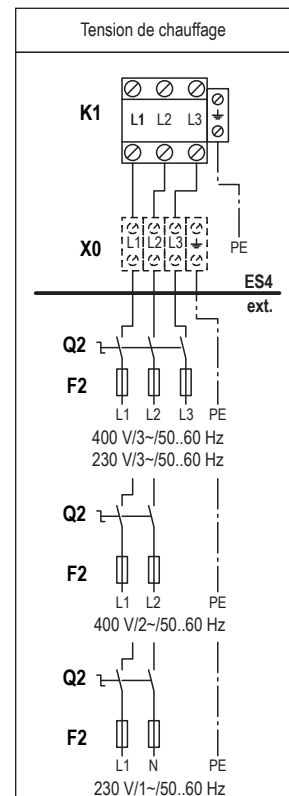 Tension de chauffage
K1
L1 L2 L3
X0
L1 L2 L3
PE
ES4
ext.
Q2
F2
L1 L2 L3 PE
400 V/3~/50..60 Hz
230 V/3~/50..60 Hz
Q2
F2
L1 L2 PE
400 V/2~/50..60 Hz
Q2
F2
L1 N PE
230 V/1~/50..60 Hz